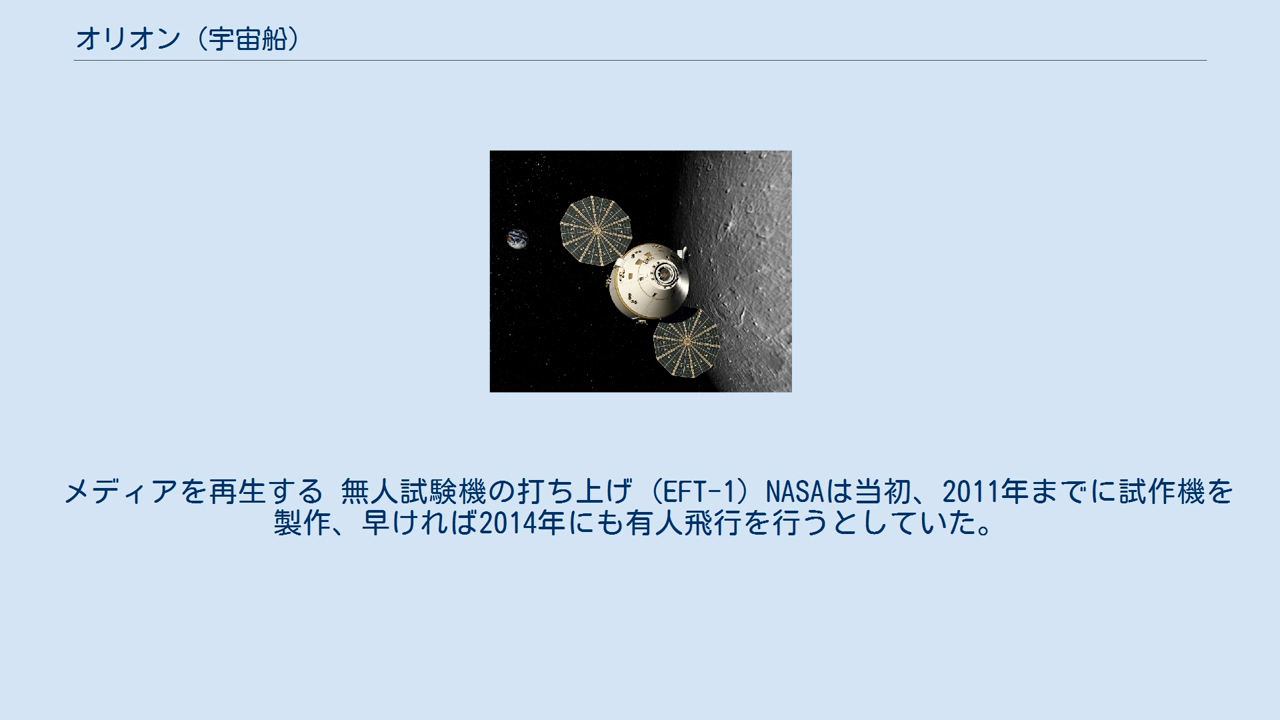 オリオン（宇宙船）
メディアを再生する 無人試験機の打ち上げ（EFT-1）NASAは当初、2011年までに試作機を
製作、早ければ2014年にも有人飛行を行うとしていた。